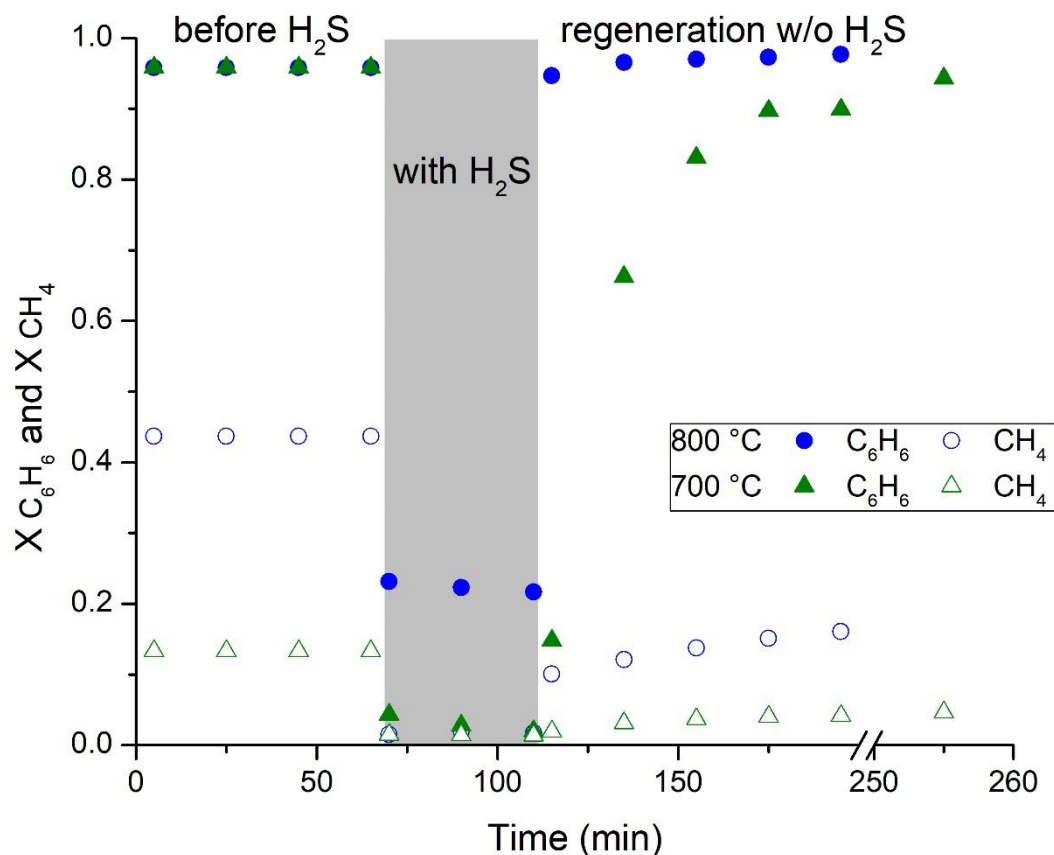 before H₂S
regeneration w/o H₂S
with H₂S
X C₆H₆ and X CH₄
1.0
0.8
0.6
0.4
0.2
0.0
800 °C C₆H₆ CH₄
700 °C C₆H₆ CH₄
0 50 100 150 250 260
Time (min)